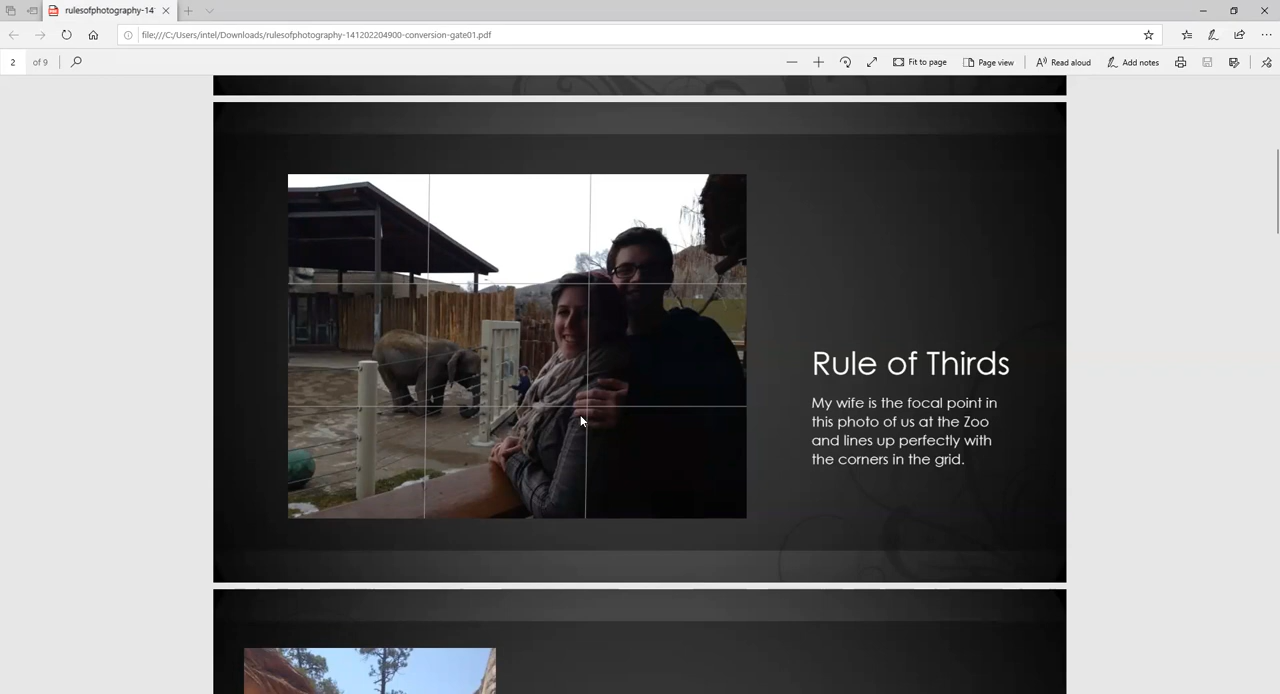 rulesofphotography-14
file:///C:/Users/intel/Downloads/rulesofphotography-141202204900-conversion-gate01.pdf
2 of 9
Fit to page
Page view
Read aloud
Add notes
Rule of Thirds
My wife is the focal point in
this photo of us at the Zoo
and lines up perfectly with
the corners in the grid.